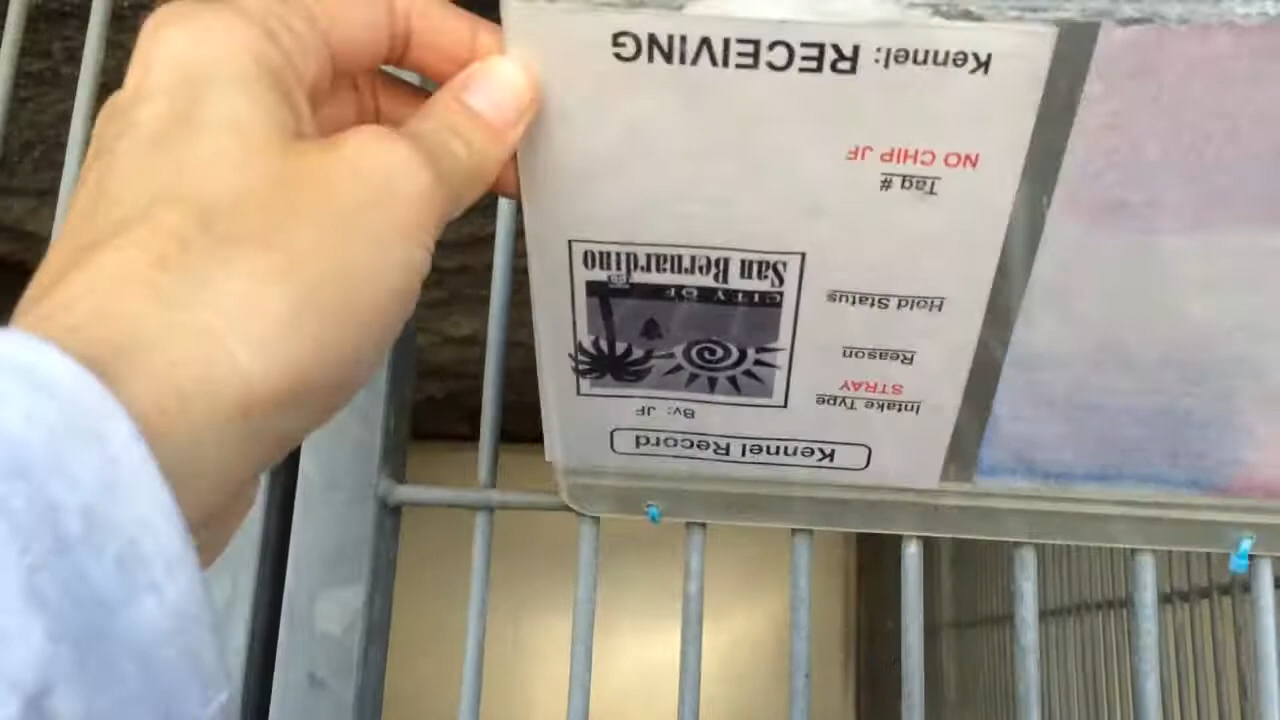 Kennel Record
By: JF
Intake Type
STRAY
Reason
Hold Status
CITY OF
San Bernardino
Tag #
NO CHIP JF
Kennel: RECEIVING